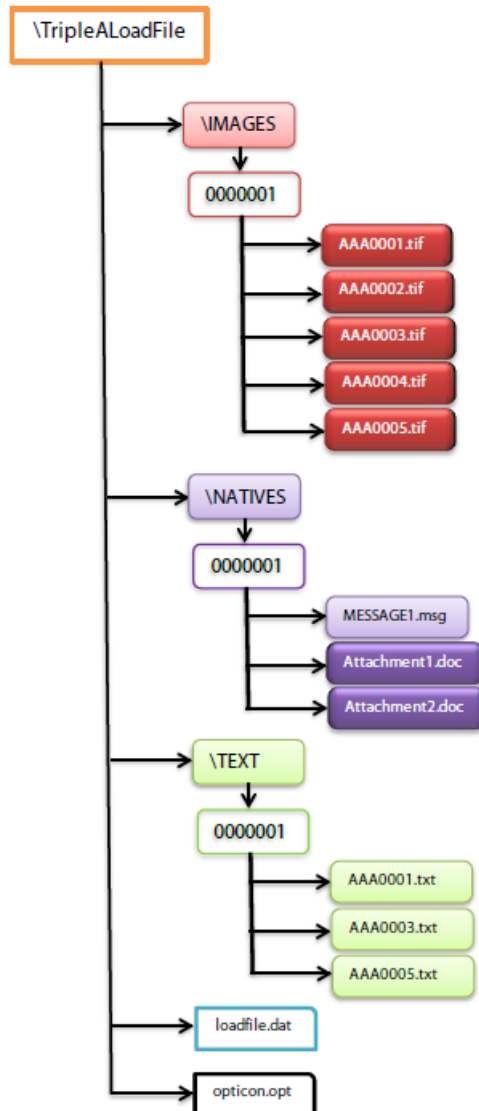 \TripleALoadFile
\IMAGES
0000001
AAA0001.tif
AAA0002.tif
AAA0003.tif
AAA0004.tif
AAA0005.tif
\NATIVES
0000001
MESSAGE1.msg
Attachment1.doc
Attachment2.doc
\TEXT
0000001
AAA0001.txt
AAA0003.txt
AAA0005.txt
loadfile.dat
opticon.opt